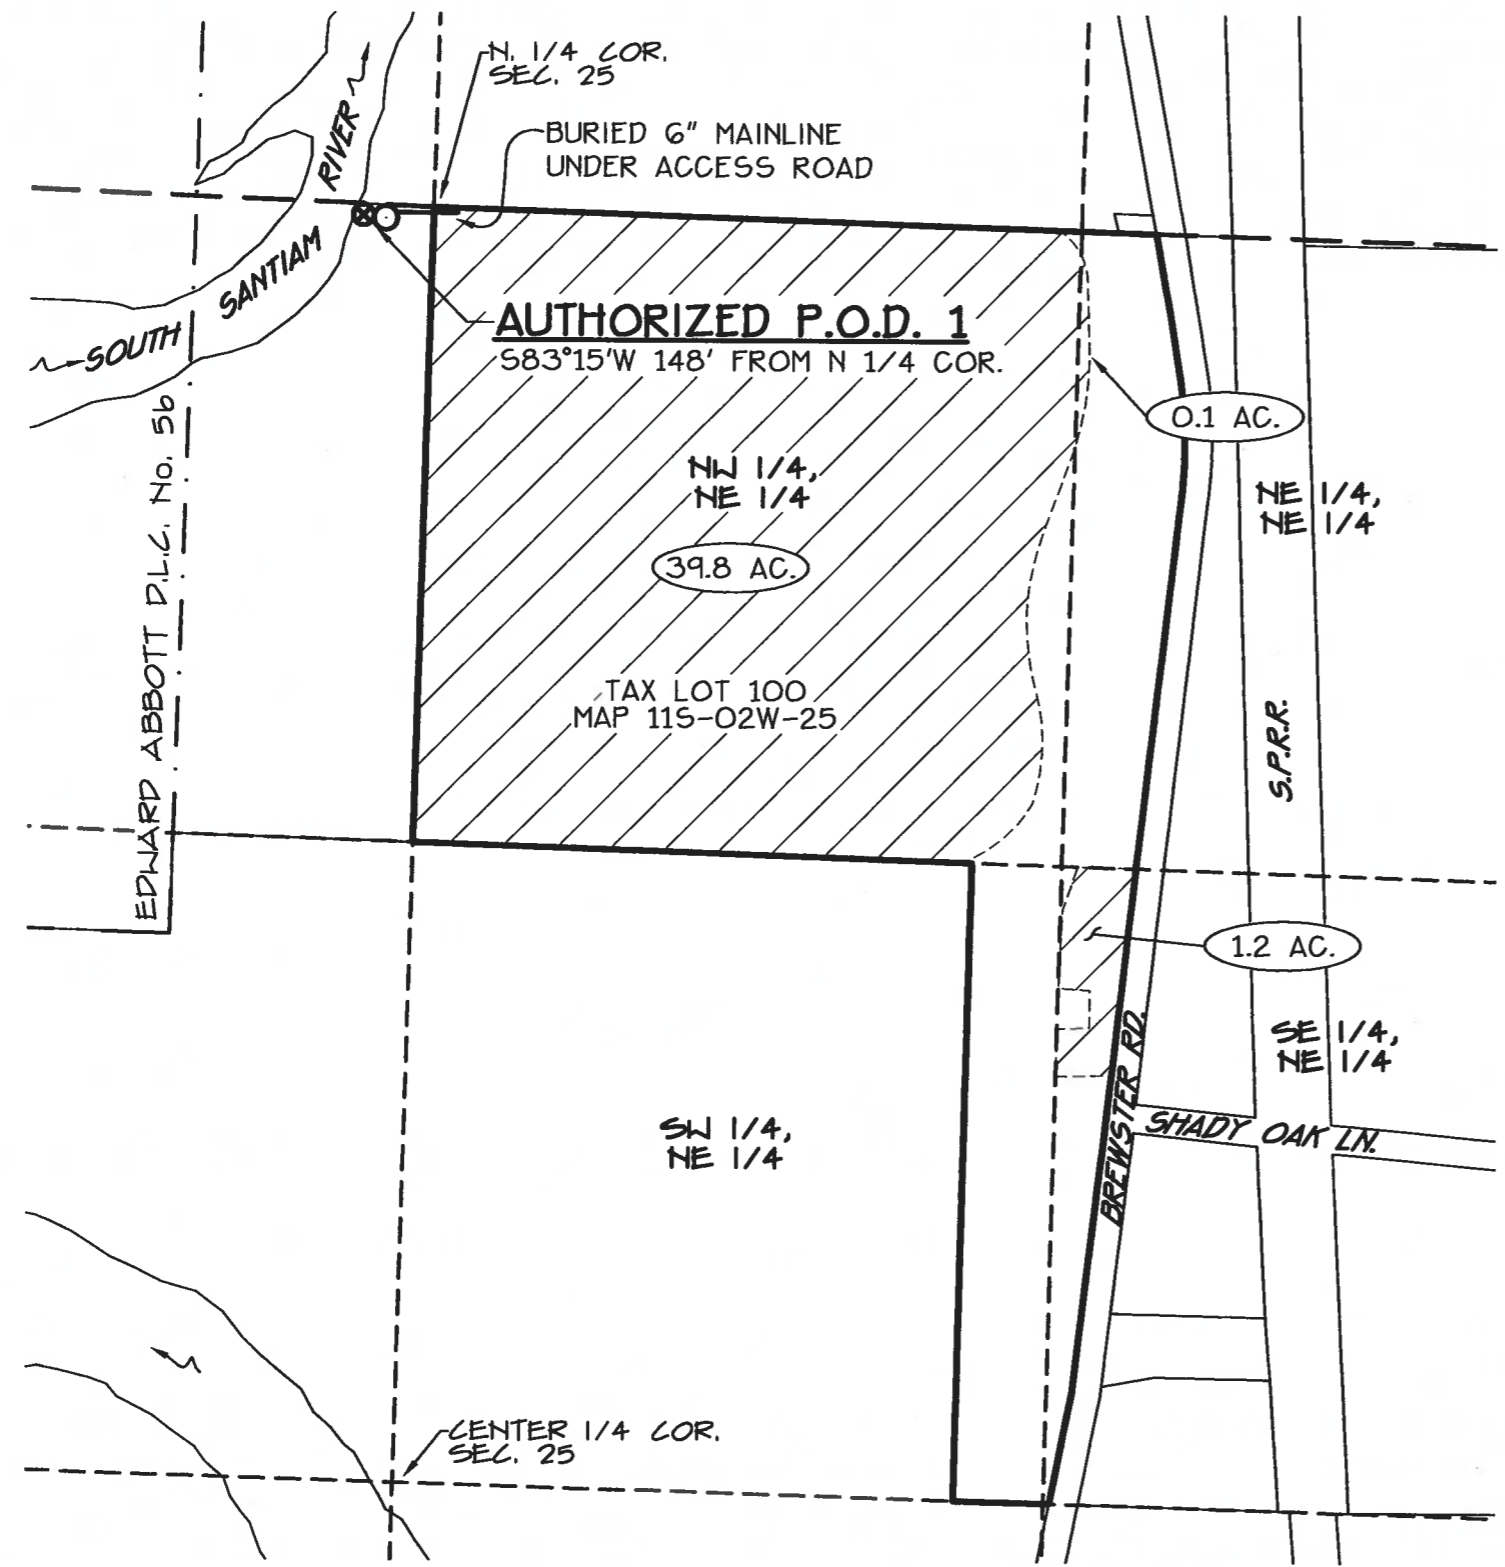 N. 1/4 COR.
SEC. 25
BURIED 6" MAINLINE
UNDER ACCESS ROAD
RIVER
SANTIAM
SOUTH
AUTHORIZED P.O.D. 1
S83°15'W 148' FROM N 1/4 COR.
0.1 AC.
EDWARD ABBOTT D.L.C. No. 56
NW 1/4,
NE 1/4
NE 1/4,
NE 1/4
39.8 AC.
TAX LOT 100
MAP 11S-02W-25
S.P.R.R.
1.2 AC.
SE 1/4,
NE 1/4
BREWSTER RD.
SHADY OAK LN.
SW 1/4,
NE 1/4
CENTER 1/4 COR.
SEC. 25